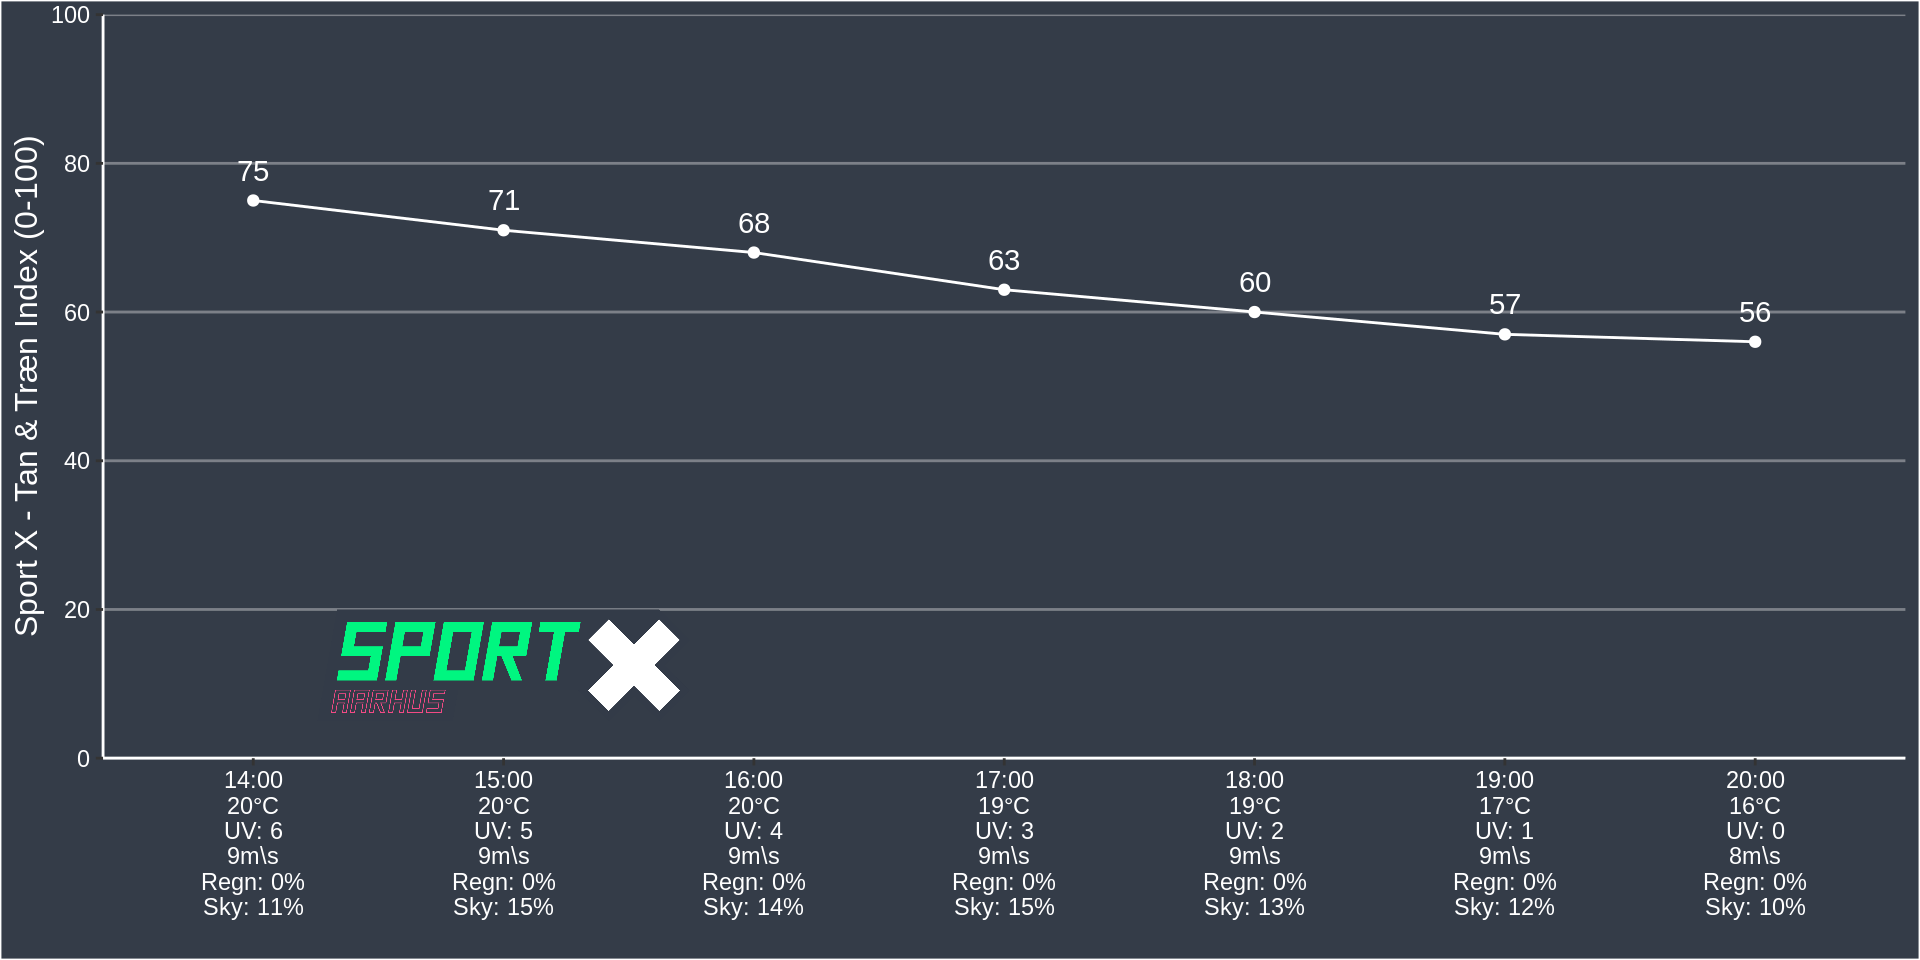 Sport X - Tan & Træn Index (0-100)
100
80
60
40
20
0
75
71
68
63
60
57
56
SPORT X
AARHUS
14:00
20°C
UV: 6
9m\s
Regn: 0%
Sky: 11%
15:00
20°C
UV: 5
9m\s
Regn: 0%
Sky: 15%
16:00
20°C
UV: 4
9m\s
Regn: 0%
Sky: 14%
17:00
19°C
UV: 3
9m\s
Regn: 0%
Sky: 15%
18:00
19°C
UV: 2
9m\s
Regn: 0%
Sky: 13%
19:00
17°C
UV: 1
9m\s
Regn: 0%
Sky: 12%
20:00
16°C
UV: 0
8m\s
Regn: 0%
Sky: 10%